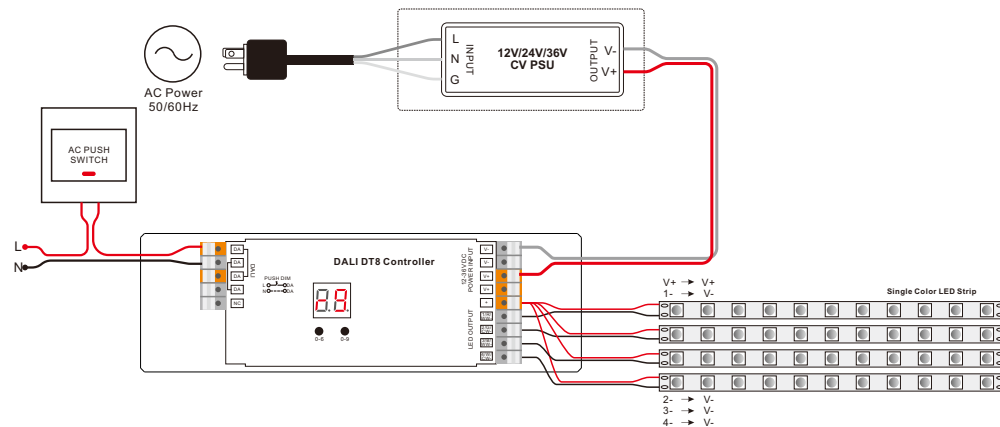 AC Power
50/60Hz
L
N
G
INPUT
12V/24V/36V
CV PSU
OUTPUT
V-
V+
AC PUSH
SWITCH
L
N
DA
DA
DA
DA
NC
DALI
PUSH DIM
L DA
N DA
DALI DT8 Controller
0-6
0-9
12-36VDC
POWER INPUT
LED OUTPUT
V-
V-
V+
V+
+
V+ → V+
1- → V-
Single Color LED Strip
2- → V-
3- → V-
4- → V-